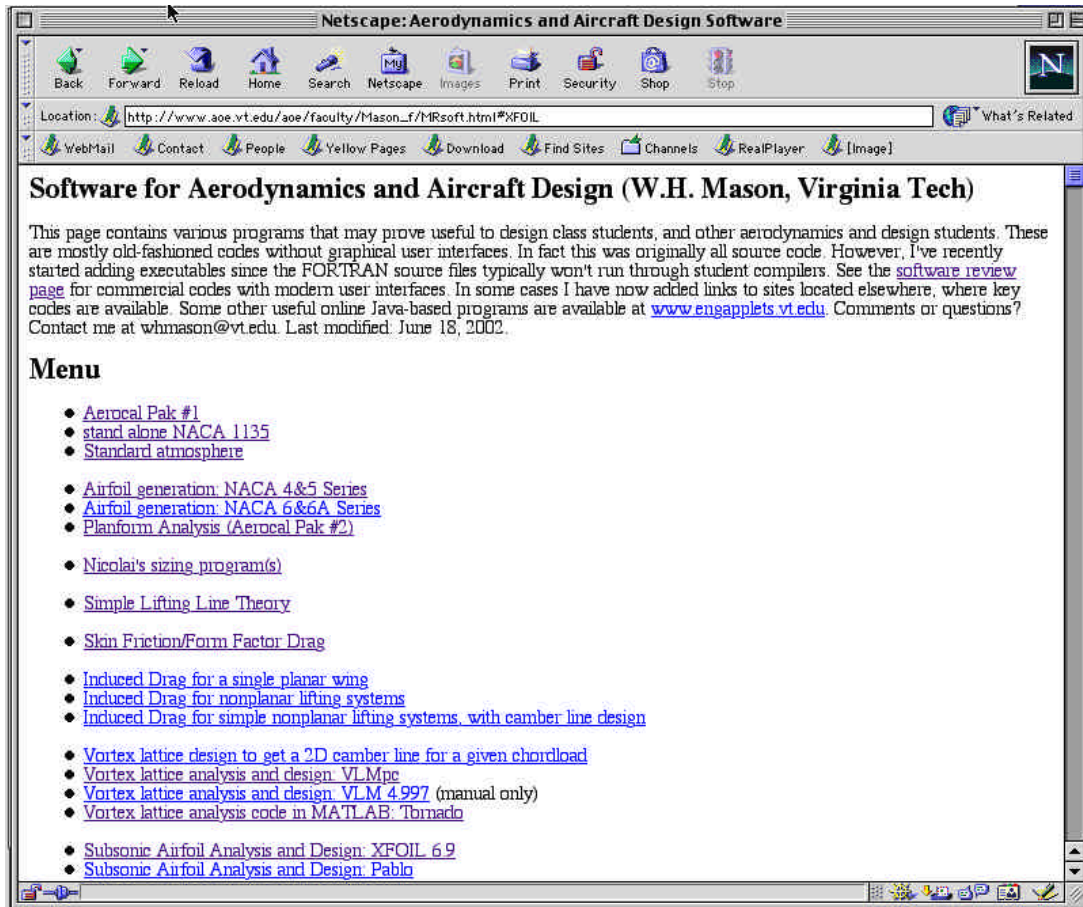 Netscape: Aerodynamics and Aircraft Design Software
Back Forward Reload Home Search Netscape Images Print Security Shop Stop
My
N
Location: http://www.aoe.vt.edu/aoe/faculty/Mason_f/MRsoft.html#XFOIL What's Related
WebMail Contact People Yellow Pages Download Find Sites Channels RealPlayer [Image]
Software for Aerodynamics and Aircraft Design (W.H. Mason, Virginia Tech)
This page contains various programs that may prove useful to design class students, and other aerodynamics and design students. These
are mostly old-fashioned codes without graphical user interfaces. In fact this was originally all source code. However, I've recently
started adding executables since the FORTRAN source files typically won't run through student compilers. See the software review
page for commercial codes with modern user interfaces. In some cases I have now added links to sites located elsewhere, where key
codes are available. Some other useful online Java-based programs are available at www.engapplets.vt.edu. Comments or questions?
Contact me at whmason@vt.edu. Last modified: June 18, 2002.
Menu
Aerocal Pak #1
stand alone NACA 1135
Standard atmosphere
Airfoil generation: NACA 4&5 Series
Airfoil generation: NACA 6&6A Series
Planform Analysis (Aerocal Pak #2)
Nicolai's sizing program(s)
Simple Lifting Line Theory
Skin Friction/Form Factor Drag
Induced Drag for a single planar wing
Induced Drag for nonplanar lifting systems
Induced Drag for simple nonplanar lifting systems, with camber line design
Vortex lattice design to get a 2D camber line for a given chordload
Vortex lattice analysis and design: VLMpc
Vortex lattice analysis and design: VLM 4.997 (manual only)
Vortex lattice analysis code in MATLAB: Tornado
Subsonic Airfoil Analysis and Design: XFOIL 6.9
Subsonic Airfoil Analysis and Design: Pablo